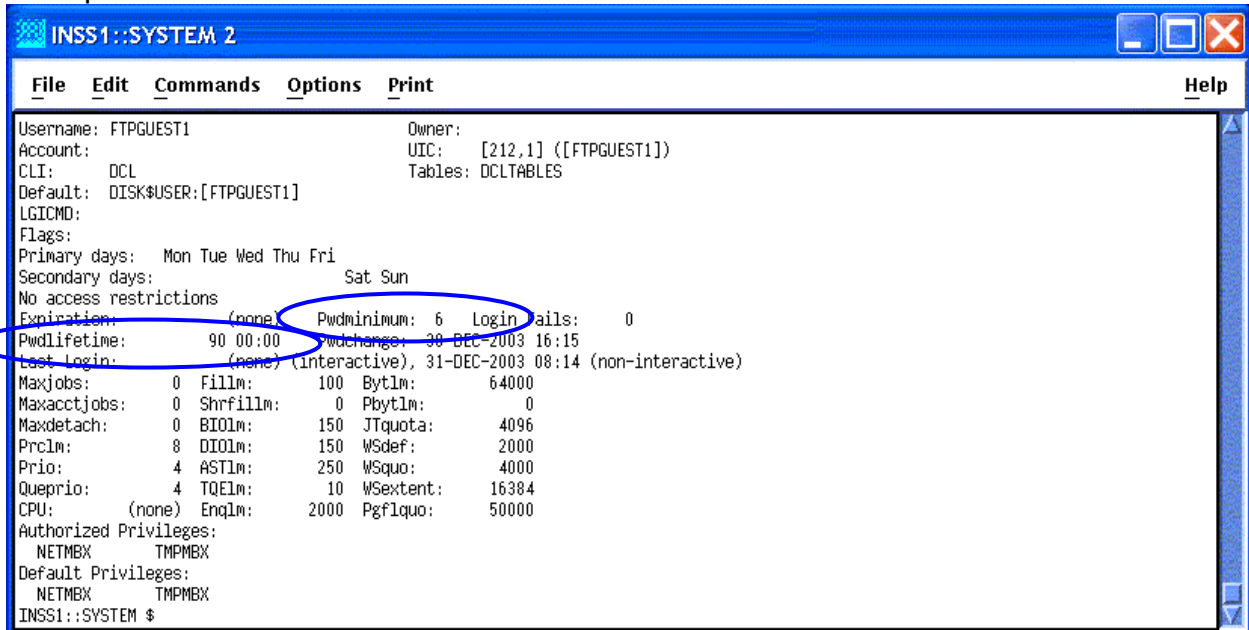 INSS1::SYSTEM 2
File Edit Commands Options Print Help
Username: FTPGUEST1 Owner:
Account: UIC: [212,1] ([FTPGUEST1])
CLI: DCL Tables: DCLTABLES
Default: DISK$USER:[FTPGUEST1]
LGICMD:
Flags:
Primary days: Mon Tue Wed Thu Fri
Secondary days: Sat Sun
No access restrictions
Expiration: (none) Pwdminimum: 6 Login Fails: 0
Pwdlifetime: 90 00:00 Pwdchange: 30-DEC-2003 16:15
Last Login: (none) (interactive), 31-DEC-2003 08:14 (non-interactive)
Maxjobs: 0 Fillm: 100 Bytlm: 64000
Maxacctjobs: 0 Shrfillm: 0 Pbytlm: 0
Maxdetach: 0 BIOlm: 150 JTquota: 4096
Prclm: 8 DIOlm: 150 WSdef: 2000
Prio: 4 ASTlm: 250 WSquo: 4000
Queprio: 4 TQElm: 10 WSextent: 16384
CPU: (none) Enqlm: 2000 Pgflquo: 50000
Authorized Privileges:
NETMBX TMPMBX
Default Privileges:
NETMBX TMPMBX
INSS1::SYSTEM $